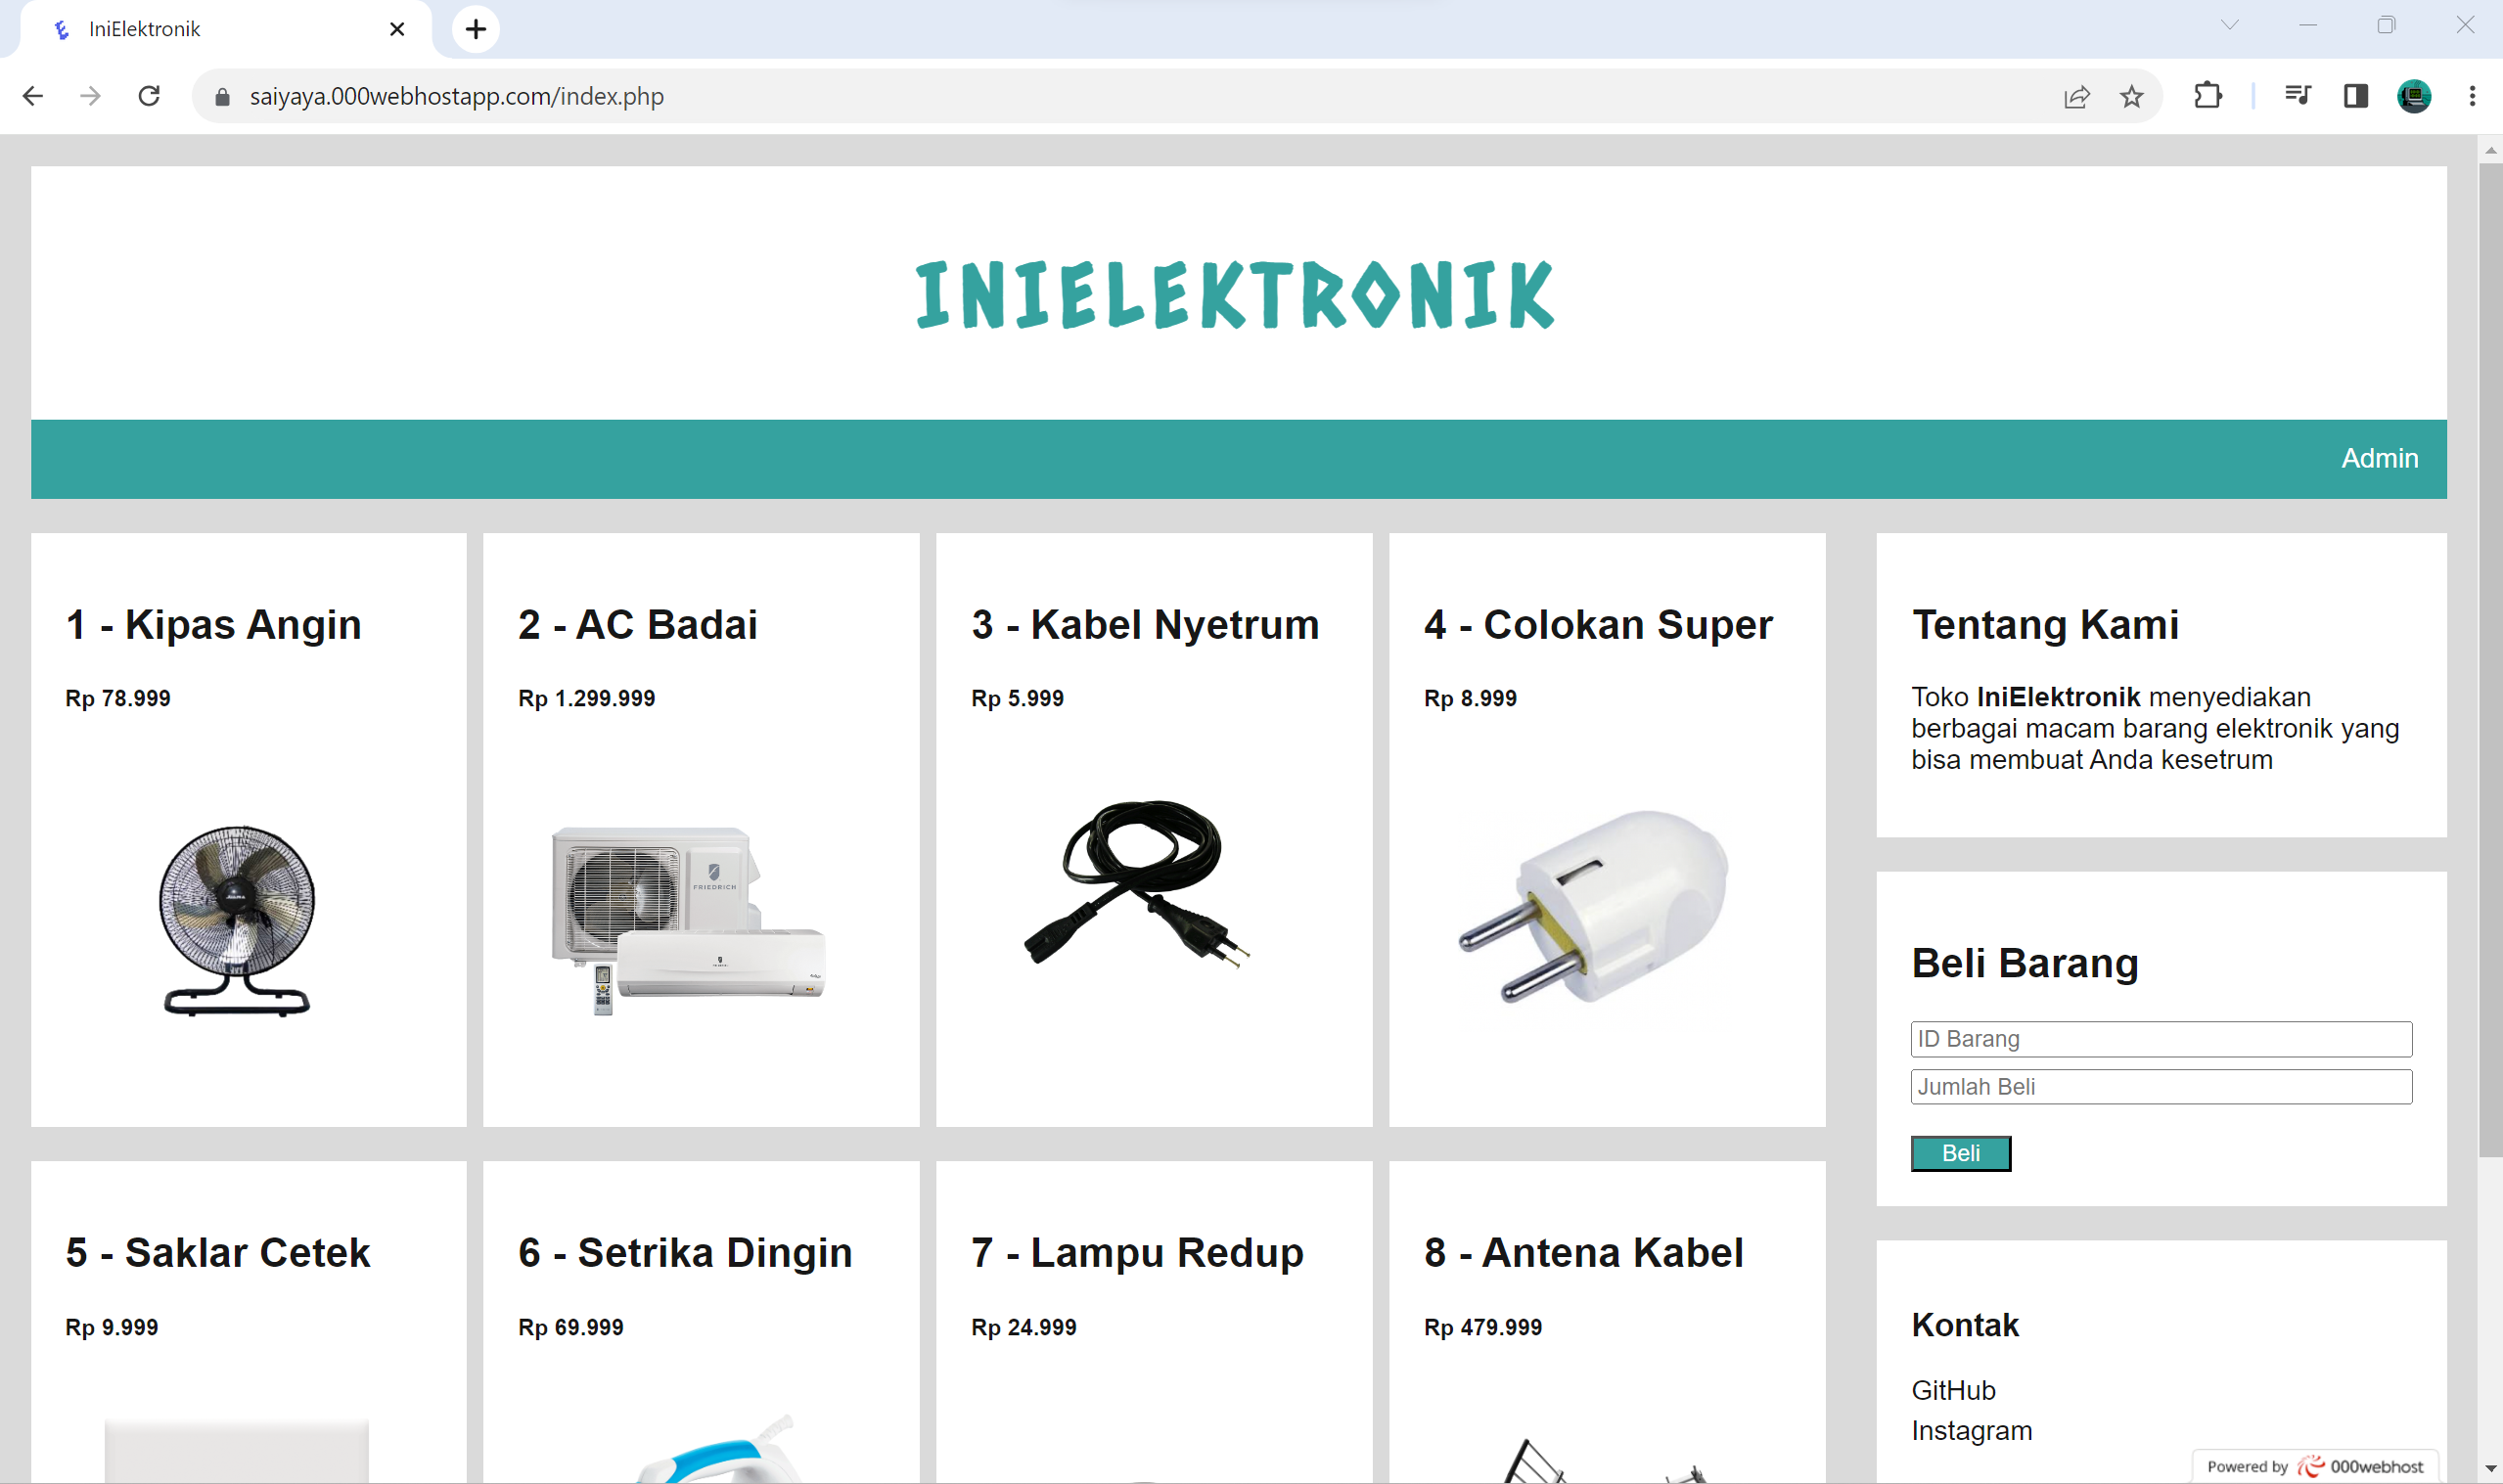 IniElektronik
saiyaya.000webhostapp.com/index.php
INIELEKTRONIK
Admin
1 - Kipas Angin
Rp 78.999
2 - AC Badai
Rp 1.299.999
FRIEDRICH
3 - Kabel Nyetrum
Rp 5.999
4 - Colokan Super
Rp 8.999
5 - Saklar Cetek
Rp 9.999
6 - Setrika Dingin
Rp 69.999
7 - Lampu Redup
Rp 24.999
8 - Antena Kabel
Rp 479.999
Tentang Kami
Toko IniElektronik menyediakan
berbagai macam barang elektronik yang
bisa membuat Anda kesetrum
Beli Barang
ID Barang
Jumlah Beli
Beli
Kontak
GitHub
Instagram
Powered by 000webhost